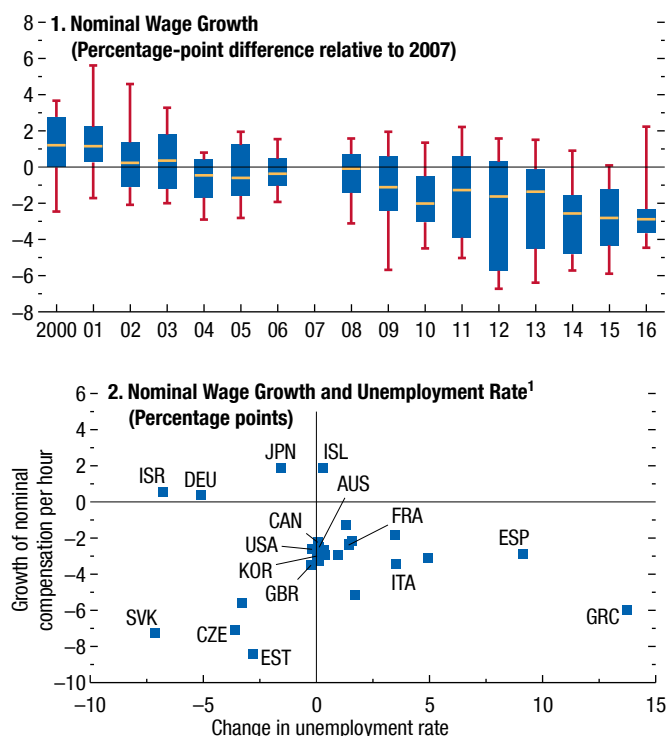 1. Nominal Wage Growth
(Percentage-point difference relative to 2007)
8
6
4
2
0
−2
−4
−6
−8
2000 01 02 03 04 05 06 07 08 09 10 11 12 13 14 15 16
2. Nominal Wage Growth and Unemployment Rate¹
(Percentage points)
Growth of nominal
compensation per hour
6
4
2
0
−2
−4
−6
−8
−10
JPN ISL
ISR DEU
AUS
CAN
FRA
USA
ESP
KOR
ITA
GBR
SVK
GRC
CZE
EST
−10 −5 0 5 10 15
Change in unemployment rate